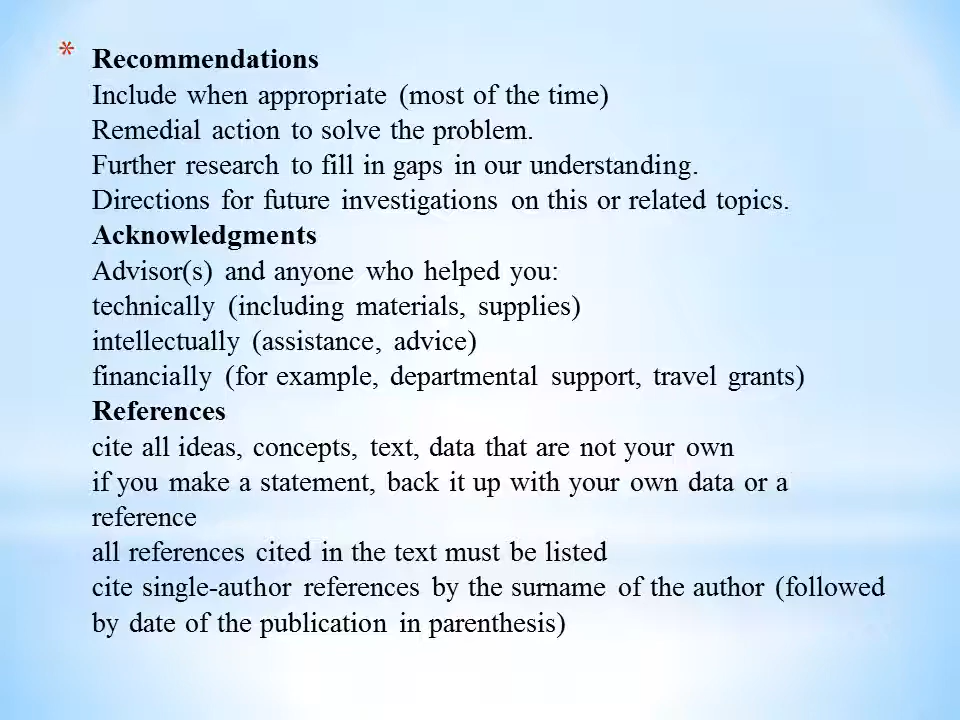 * Recommendations
Include when appropriate (most of the time)
Remedial action to solve the problem.
Further research to fill in gaps in our understanding.
Directions for future investigations on this or related topics.
Acknowledgments
Advisor(s) and anyone who helped you:
technically (including materials, supplies)
intellectually (assistance, advice)
financially (for example, departmental support, travel grants)
References
cite all ideas, concepts, text, data that are not your own
if you make a statement, back it up with your own data or a
reference
all references cited in the text must be listed
cite single-author references by the surname of the author (followed
by date of the publication in parenthesis)